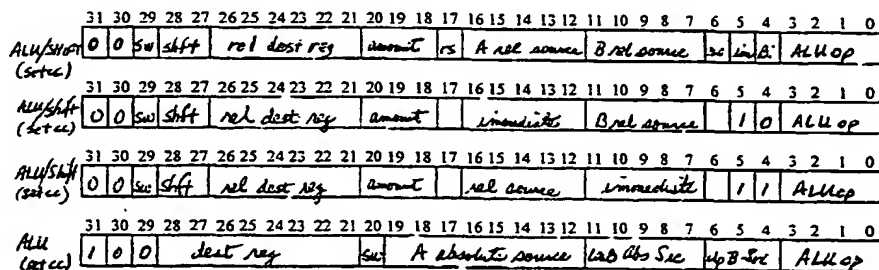 31 30 29 28 27 26 25 24 23 22 21 20 19 18 17 16 15 14 13 12 11 10 9 8 7 6 5 4 3 2 1 0
ALU/Shift (setcc) 0 0 sw shft rel dest reg amount rs A rel source B rel source sc im B: ALU op
31 30 29 28 27 26 25 24 23 22 21 20 19 18 17 16 15 14 13 12 11 10 9 8 7 6 5 4 3 2 1 0
ALU/Shft (setcc) 0 0 sw shft rel dest reg amount immediate B rel source 1 0 ALU op
31 30 29 28 27 26 25 24 23 22 21 20 19 18 17 16 15 14 13 12 11 10 9 8 7 6 5 4 3 2 1 0
ALU/Shift (setcc) 0 0 shft rel dest reg amount rel source immediate 1 1 ALU op
31 30 29 28 27 26 25 24 23 22 21 20 19 18 17 16 15 14 13 12 11 10 9 8 7 6 5 4 3 2 1 0
ALU (setcc) 1 0 0 dest reg sw A absolute source B Abs Src B Src ALU op